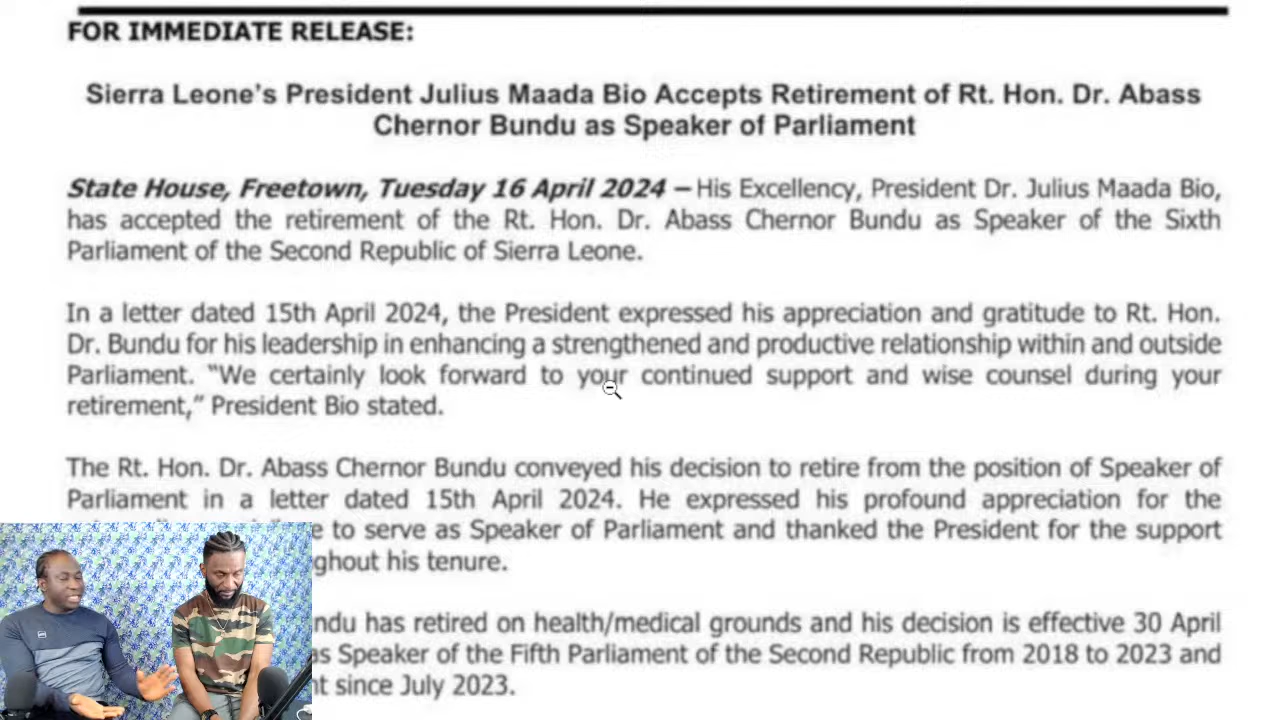 FOR IMMEDIATE RELEASE:
Sierra Leone's President Julius Maada Bio Accepts Retirement of Rt. Hon. Dr. Abass
Chernor Bundu as Speaker of Parliament
State House, Freetown, Tuesday 16 April 2024 – His Excellency, President Dr. Julius Maada Bio,
has accepted the retirement of the Rt. Hon. Dr. Abass Chernor Bundu as Speaker of the Sixth
Parliament of the Second Republic of Sierra Leone.
In a letter dated 15th April 2024, the President expressed his appreciation and gratitude to Rt. Hon.
Dr. Bundu for his leadership in enhancing a strengthened and productive relationship within and outside
Parliament. "We certainly look forward to your continued support and wise counsel during your
retirement," President Bio stated.
The Rt. Hon. Dr. Abass Chernor Bundu conveyed his decision to retire from the position of Speaker of
Parliament in a letter dated 15th April 2024. He expressed his profound appreciation for the
e to serve as Speaker of Parliament and thanked the President for the support
ghout his tenure.
ndu has retired on health/medical grounds and his decision is effective 30 April
as Speaker of the Fifth Parliament of the Second Republic from 2018 to 2023 and
nt since July 2023.